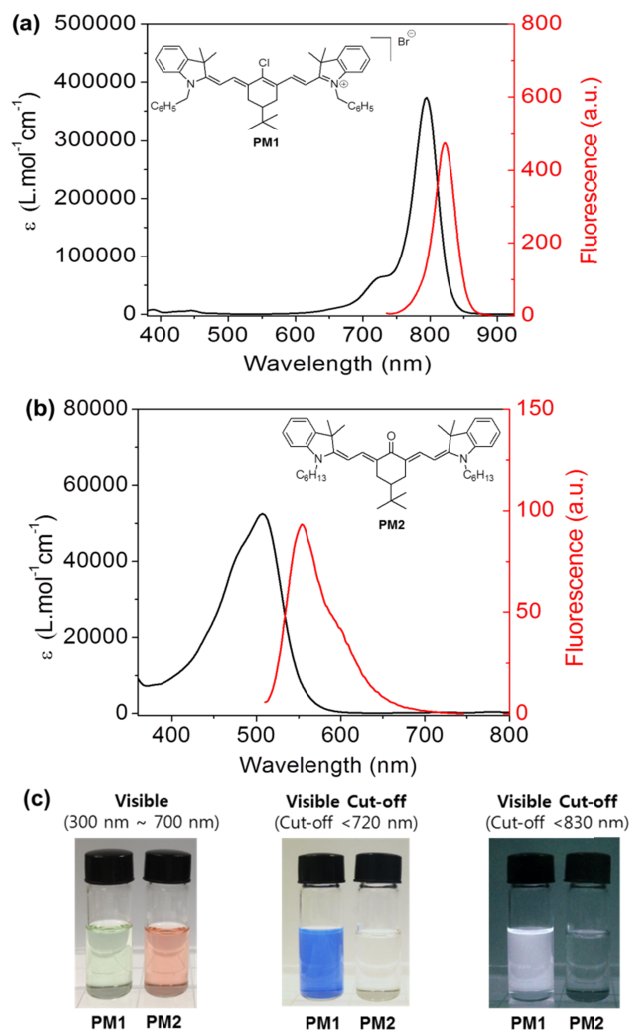 (a)
500000
400000
300000
200000
100000
0
ε (L.mol⁻¹cm⁻¹)
400 500 600 700 800 900
Wavelength (nm)
800
600
400
200
0
Fluorescence (a.u.)
Cl
Br⊖
N
N⊕
C₆H₅
C₆H₅
PM1
(b)
80000
60000
40000
20000
0
ε (L.mol⁻¹cm⁻¹)
400 500 600 700 800
Wavelength (nm)
150
100
50
0
Fluorescence (a.u.)
O
N
N
C₆H₁₃
C₆H₁₃
PM2
(c)
Visible
(300 nm ~ 700 nm)
PM1 PM2
Visible Cut-off
(Cut-off <720 nm)
PM1 PM2
Visible Cut-off
(Cut-off <830 nm)
PM1 PM2